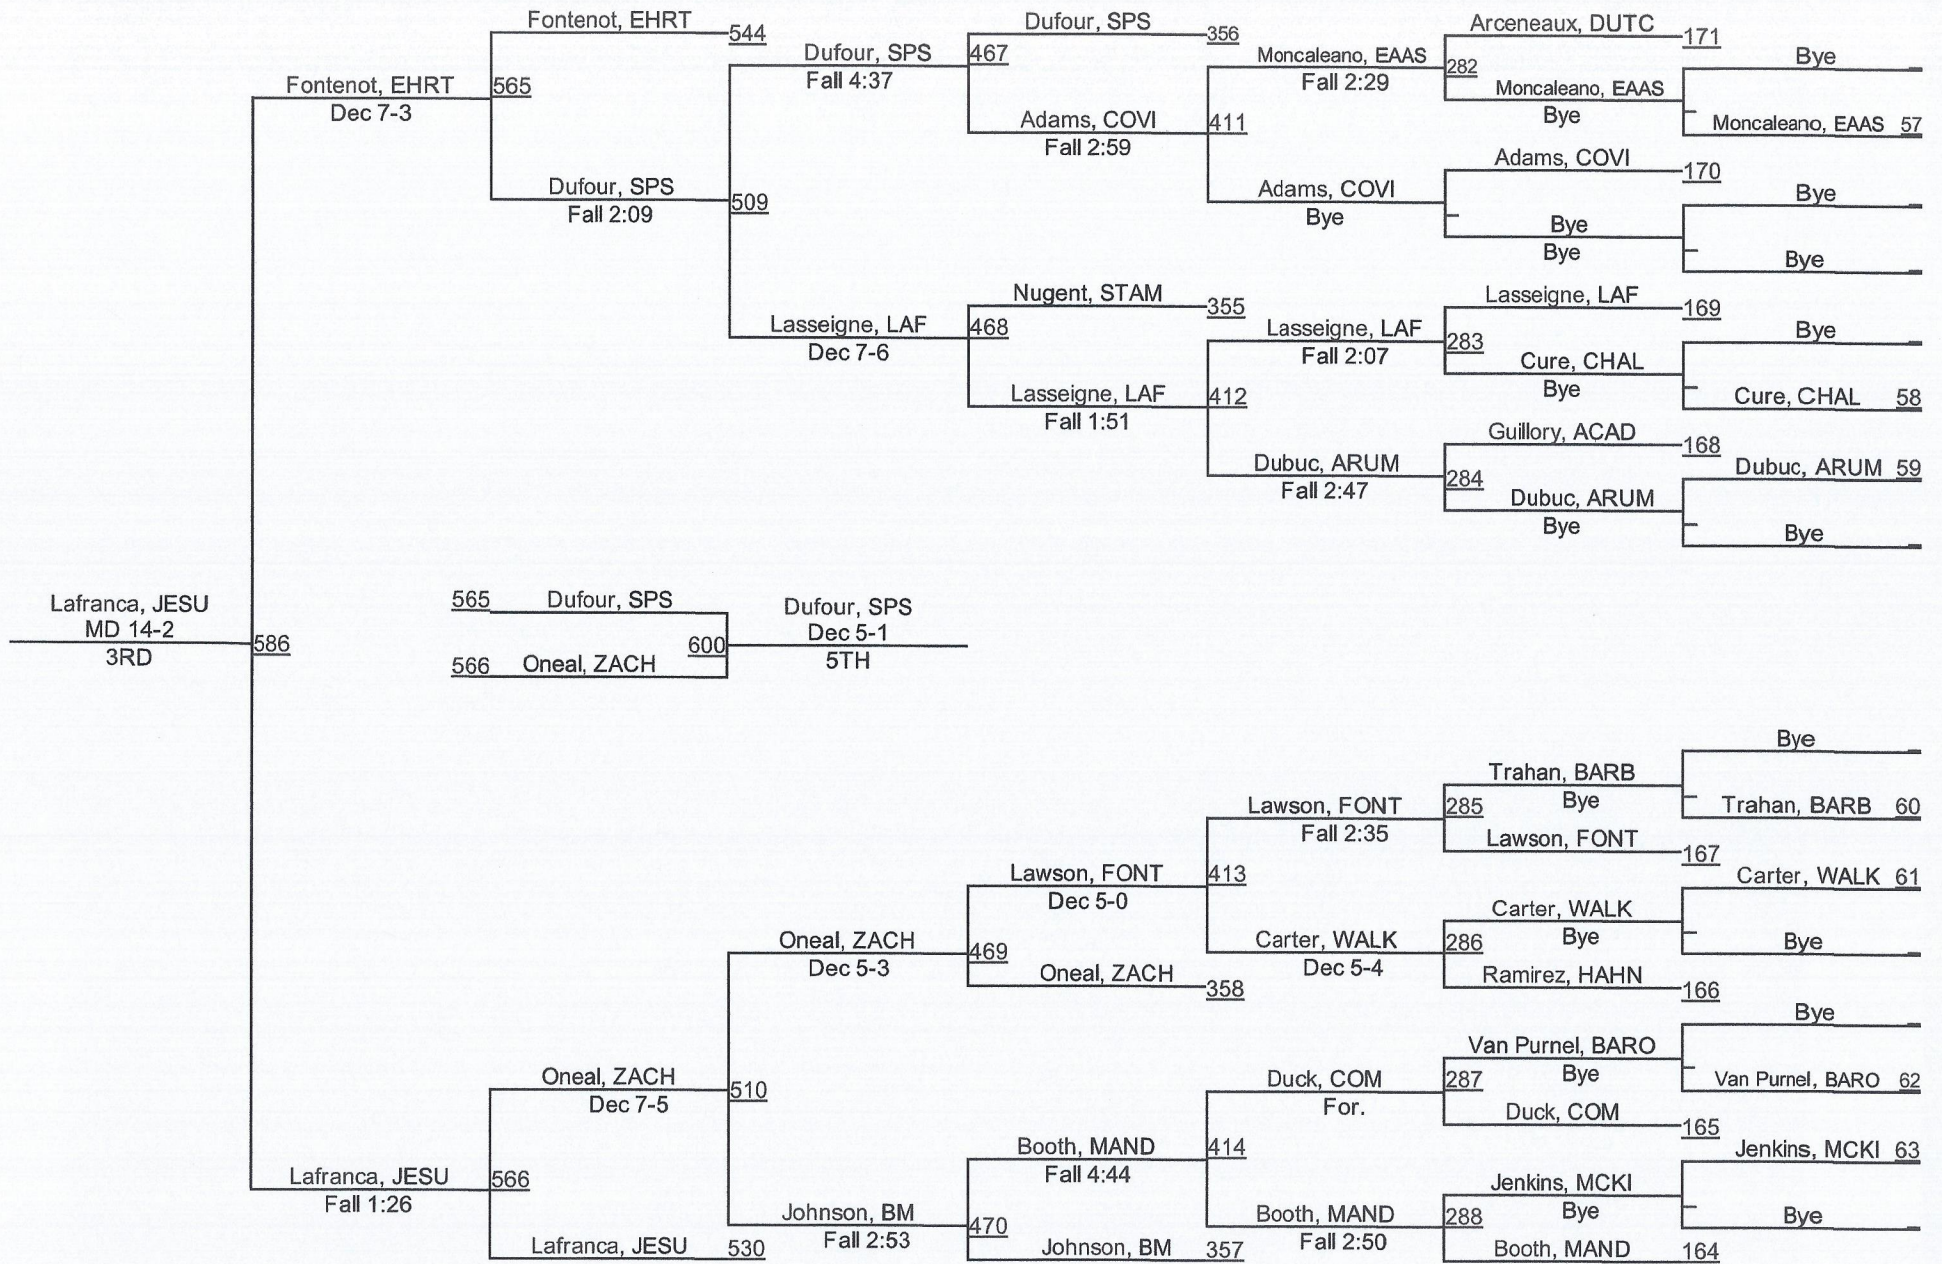 Fontenot, EHRT
544
Dufour, SPS
Fall 4:37
467
Dufour, SPS
356
Moncaleano, EAAS
Fall 2:29
282
Arceneaux, DUTC
171
Bye
Fontenot, EHRT
Dec 7-3
565
Moncaleano, EAAS
Bye
Moncaleano, EAAS 57
Adams, COVI
Fall 2:59
411
Adams, COVI
170
Dufour, SPS
Fall 2:09
509
Adams, COVI
Bye
Bye
Bye
Bye
Bye
Nugent, STAM
355
Lasseigne, LAF
169
Lasseigne, LAF
Dec 7-6
468
Lasseigne, LAF
Fall 2:07
283
Bye
Cure, CHAL
Bye
Cure, CHAL 58
Lasseigne, LAF
Fall 1:51
412
Guillory, ACAD
168
Dubuc, ARUM
Fall 2:47
284
Dubuc, ARUM 59
Dubuc, ARUM
Bye
Bye
Lafranca, JESU
MD 14-2
3RD
586
565 Dufour, SPS
600
566 Oneal, ZACH
Dufour, SPS
Dec 5-1
5TH
Bye
Trahan, BARB
Bye
Trahan, BARB 60
Lawson, FONT
Fall 2:35
285
Lawson, FONT
167
Lawson, FONT
Dec 5-0
413
Carter, WALK 61
Carter, WALK
Bye
Oneal, ZACH
Dec 5-3
469
Carter, WALK
Dec 5-4
286
Bye
Oneal, ZACH
358
Ramirez, HAHN
166
Bye
Oneal, ZACH
Dec 7-5
510
Duck, COM
For.
287
Van Purnel, BARO
Bye
Van Purnel, BARO 62
Duck, COM
165
Booth, MAND
Fall 4:44
414
Jenkins, MCKI 63
Lafranca, JESU
Fall 1:26
566
Jenkins, MCKI
Bye
Johnson, BM
Fall 2:53
470
Booth, MAND
Fall 2:50
288
Bye
Lafranca, JESU 530
Johnson, BM 357
Booth, MAND 164